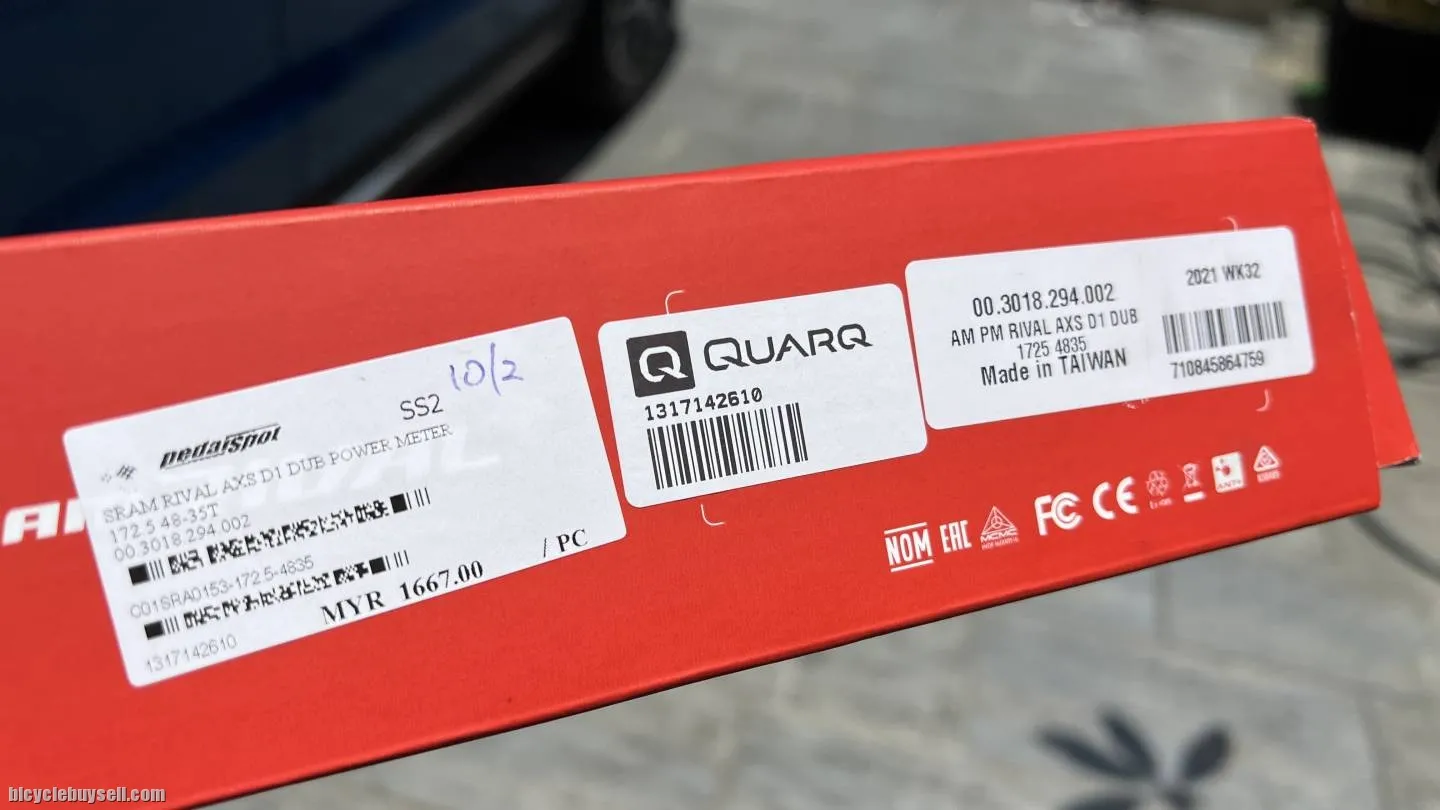 10/2
SS2
pedalspot
SRAM RIVAL AXS D1 DUB POWER METER
172.5 48-35T
00.3018.294.002
C01SRA0153-172.5-4835
MYR 1667.00 / PC
1317142610
QUARQ
1317142610
2021 WK32
00.3018.294.002
AM PM RIVAL AXS D1 DUB
1725 4835
Made in TAIWAN
710845864759
NOM EAC MCMC FC CE ANT+
bicyclebuysell.com